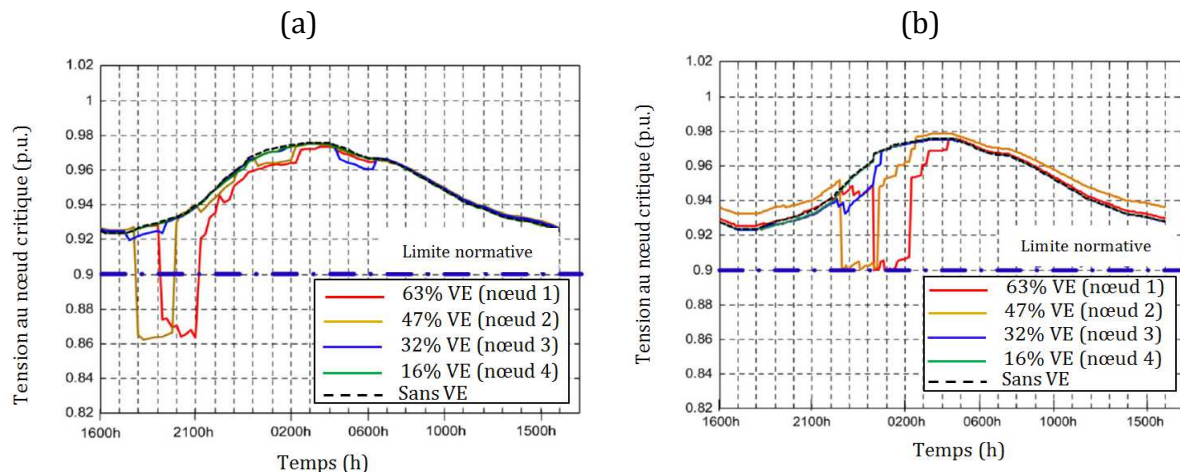 (a)
Tension au nœud critique (p.u.)
1.02
1
0.98
0.96
0.94
0.92
0.9
0.88
0.86
0.84
0.82
Limite normative
63% VE (nœud 1)
47% VE (nœud 2)
32% VE (nœud 3)
16% VE (nœud 4)
Sans VE
1600h 2100h 0200h 0600h 1000h 1500h
Temps (h)
(b)
Tension au nœud critique (p.u.)
1.02
1
0.98
0.96
0.94
0.92
0.9
0.88
0.86
0.84
0.82
Limite normative
63% VE (nœud 1)
47% VE (nœud 2)
32% VE (nœud 3)
16% VE (nœud 4)
Sans VE
1600h 2100h 0200h 0600h 1000h 1500h
Temps (h)